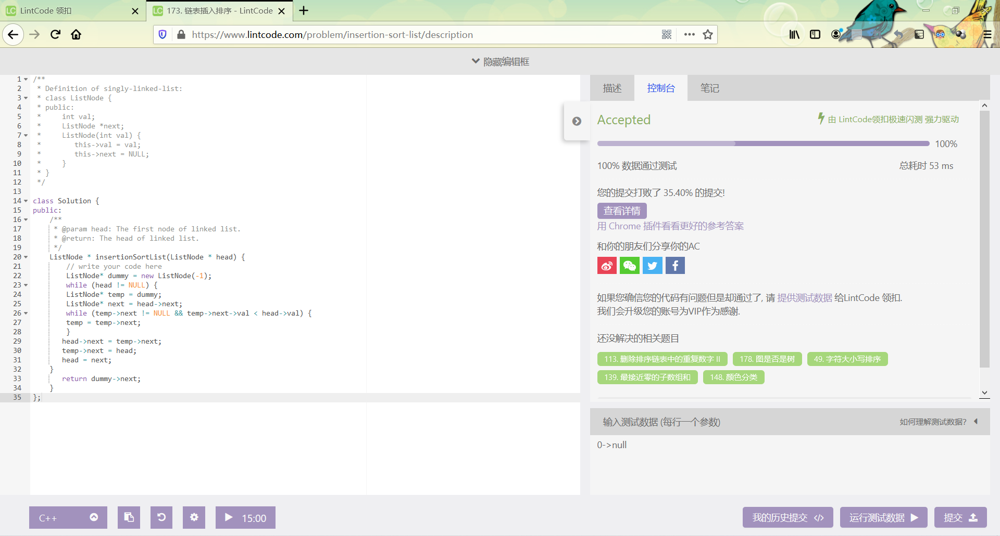 LintCode 领扣
173. 链表插入排序 - LintCode
https://www.lintcode.com/problem/insertion-sort-list/description
隐藏编辑框
1 /**
2  * Definition of singly-linked-list:
3  * class ListNode {
4  * public:
5  *     int val;
6  *     ListNode *next;
7  *     ListNode(int val) {
8  *        this->val = val;
9  *        this->next = NULL;
10  *     }
11  * }
12  */
13
14 class Solution {
15 public:
16     /**
17      * @param head: The first node of linked list.
18      * @return: The head of linked list.
19      */
20     ListNode * insertionSortList(ListNode * head) {
21         // write your code here
22         ListNode* dummy = new ListNode(-1);
23         while (head != NULL) {
24         ListNode* temp = dummy;
25         ListNode* next = head->next;
26         while (temp->next != NULL && temp->next->val < head->val) {
27         temp = temp->next;
28         }
29        head->next = temp->next;
30        temp->next = head;
31        head = next;
32     }
33        return dummy->next;
34     }
35 };
描述 控制台 笔记
Accepted 由 LintCode领扣极速闪测 强力驱动
100%
100% 数据通过测试 总耗时 53 ms
您的提交打败了 35.40% 的提交!
查看详情
用 Chrome 插件看看更好的参考答案
和你的朋友们分享你的AC
如果您确信您的代码有问题但是却通过了, 请 提供测试数据 给LintCode 领扣.
我们会升级您的账号为VIP作为感谢.
还没解决的相关题目
113. 删除排序链表中的重复数字 II 178. 图是否是树 49. 字符大小写排序
139. 最接近零的子数组和 148. 颜色分类
输入测试数据 (每行一个参数) 如何理解测试数据?
0->null
C++ 15:00 我的历史提交 运行测试数据 提交